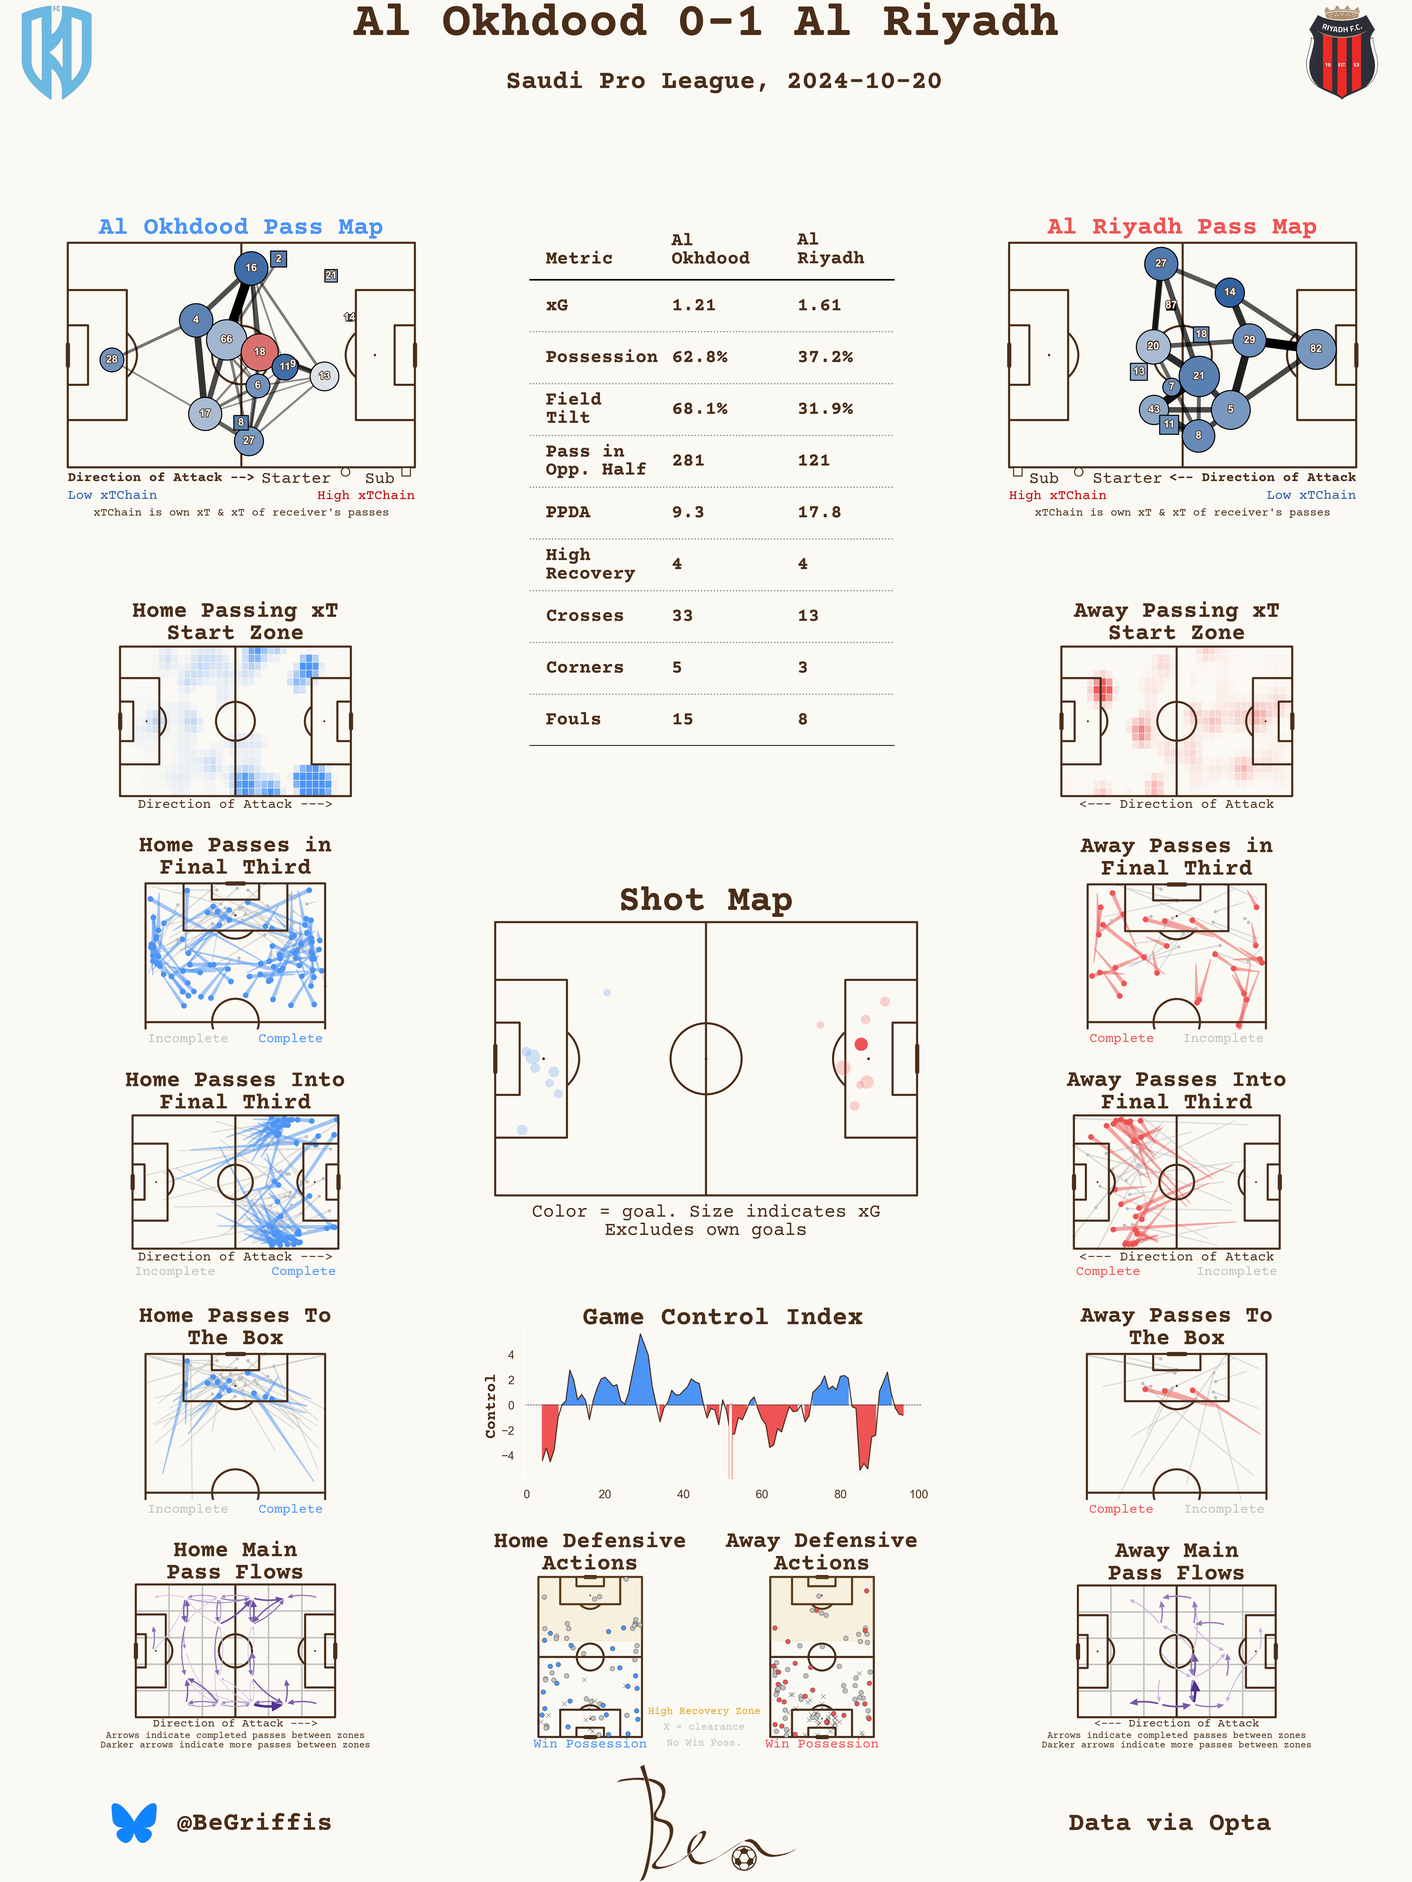 Al Okhdood 0-1 Al Riyadh
Saudi Pro League, 2024-10-20
FC
RIYADH F.C.
19 EST. 53
Al Okhdood Pass Map
16
2
21
14
4
66
18
28
11
9
13
6
17
8
27
Direction of Attack --> Starter Sub
Low xTChain High xTChain
xTChain is own xT & xT of receiver's passes
Metric Al Okhdood Al Riyadh
xG 1.21 1.61
Possession 62.8% 37.2%
Field Tilt 68.1% 31.9%
Pass in Opp. Half 281 121
PPDA 9.3 17.8
High Recovery 4 4
Crosses 33 13
Corners 5 3
Fouls 15 8
Al Riyadh Pass Map
27
14
87
18
20
29
82
13
21
7
43
5
11
8
Sub Starter <-- Direction of Attack
High xTChain Low xTChain
xTChain is own xT & xT of receiver's passes
Home Passing xT
Start Zone
Direction of Attack --->
Away Passing xT
Start Zone
<--- Direction of Attack
Home Passes in
Final Third
Incomplete Complete
Away Passes in
Final Third
Complete Incomplete
Shot Map
Color = goal. Size indicates xG
Excludes own goals
Home Passes Into
Final Third
Direction of Attack --->
Incomplete Complete
Away Passes Into
Final Third
<--- Direction of Attack
Complete Incomplete
Home Passes To
The Box
Incomplete Complete
Game Control Index
Control
4
2
0
−2
−4
0 20 40 60 80 100
Away Passes To
The Box
Complete Incomplete
Home Main
Pass Flows
Direction of Attack --->
Arrows indicate completed passes between zones
Darker arrows indicate more passes between zones
Home Defensive
Actions
Win Possession
High Recovery Zone
X = clearance
No Win Poss.
Away Defensive
Actions
Win Possession
Away Main
Pass Flows
<--- Direction of Attack
Arrows indicate completed passes between zones
Darker arrows indicate more passes between zones
@BeGriffis
Ben
Data via Opta